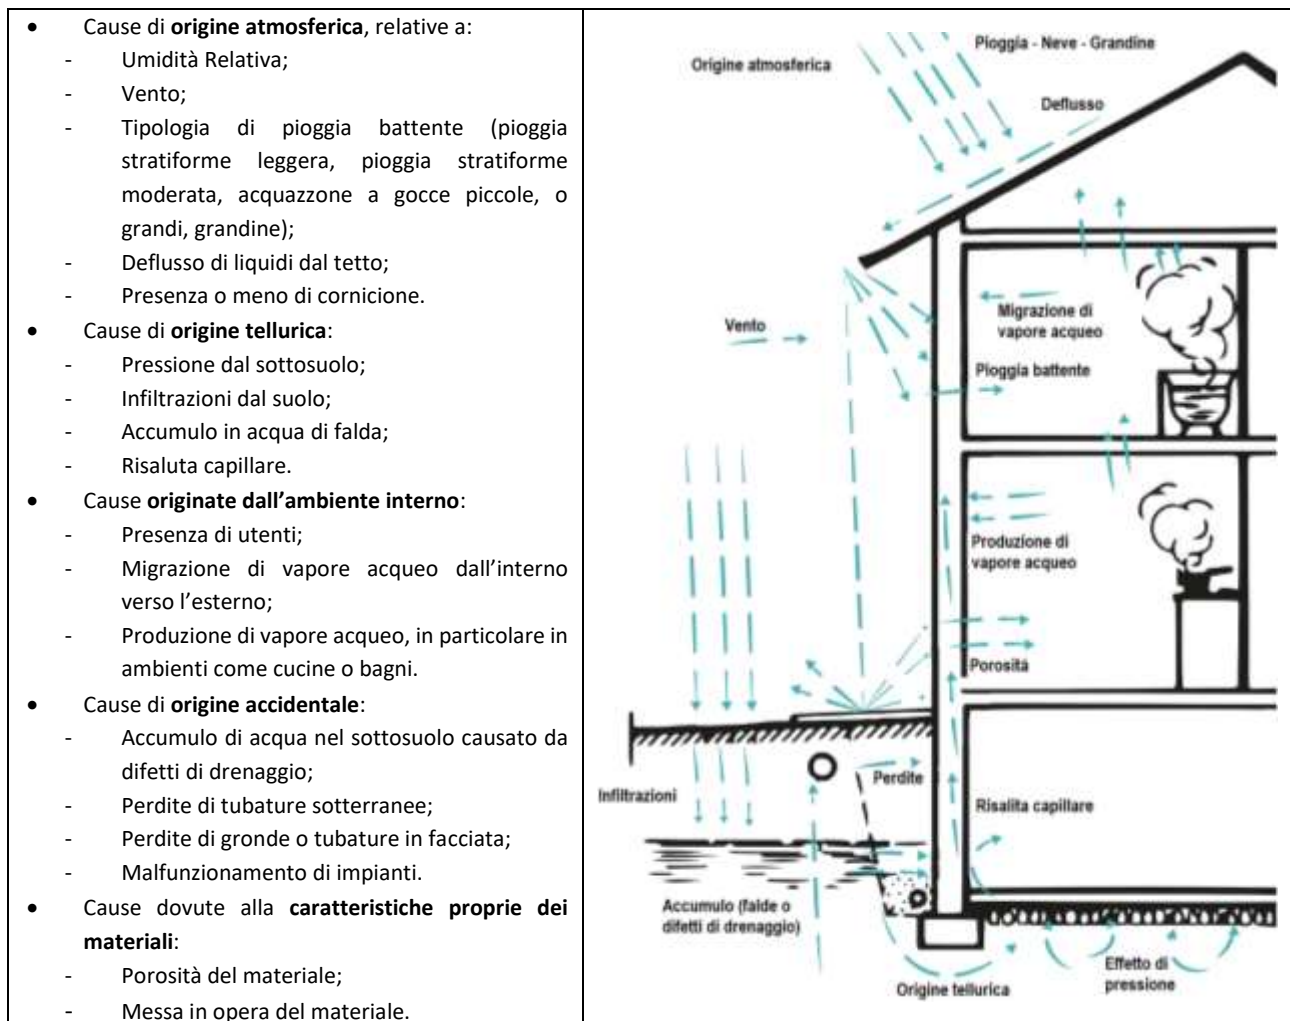 • Cause di origine atmosferica, relative a:
- Umidità Relativa;
- Vento;
- Tipologia di pioggia battente (pioggia
stratiforme leggera, pioggia stratiforme
moderata, acquazzone a gocce piccole, o
grandi, grandine);
- Deflusso di liquidi dal tetto;
- Presenza o meno di cornicione.
• Cause di origine tellurica:
- Pressione dal sottosuolo;
- Infiltrazioni dal suolo;
- Accumulo in acqua di falda;
- Risaluta capillare.
• Cause originate dall’ambiente interno:
- Presenza di utenti;
- Migrazione di vapore acqueo dall’interno
verso l’esterno;
- Produzione di vapore acqueo, in particolare in
ambienti come cucine o bagni.
• Cause di origine accidentale:
- Accumulo di acqua nel sottosuolo causato da
difetti di drenaggio;
- Perdite di tubature sotterranee;
- Perdite di gronde o tubature in facciata;
- Malfunzionamento di impianti.
• Cause dovute alla caratteristiche proprie dei
materiali:
- Porosità del materiale;
- Messa in opera del materiale.
Pioggia - Neve - Grandine
Origine atmosferica
Deflusso
Migrazione di
vapore acqueo
Vento
Pioggia battente
Produzione di
vapore acqueo
Porosità
Perdite
Infiltrazioni
Risalita capillare
Accumulo (falde o
difetti di drenaggio)
Effetto di
pressione
Origine tellurica